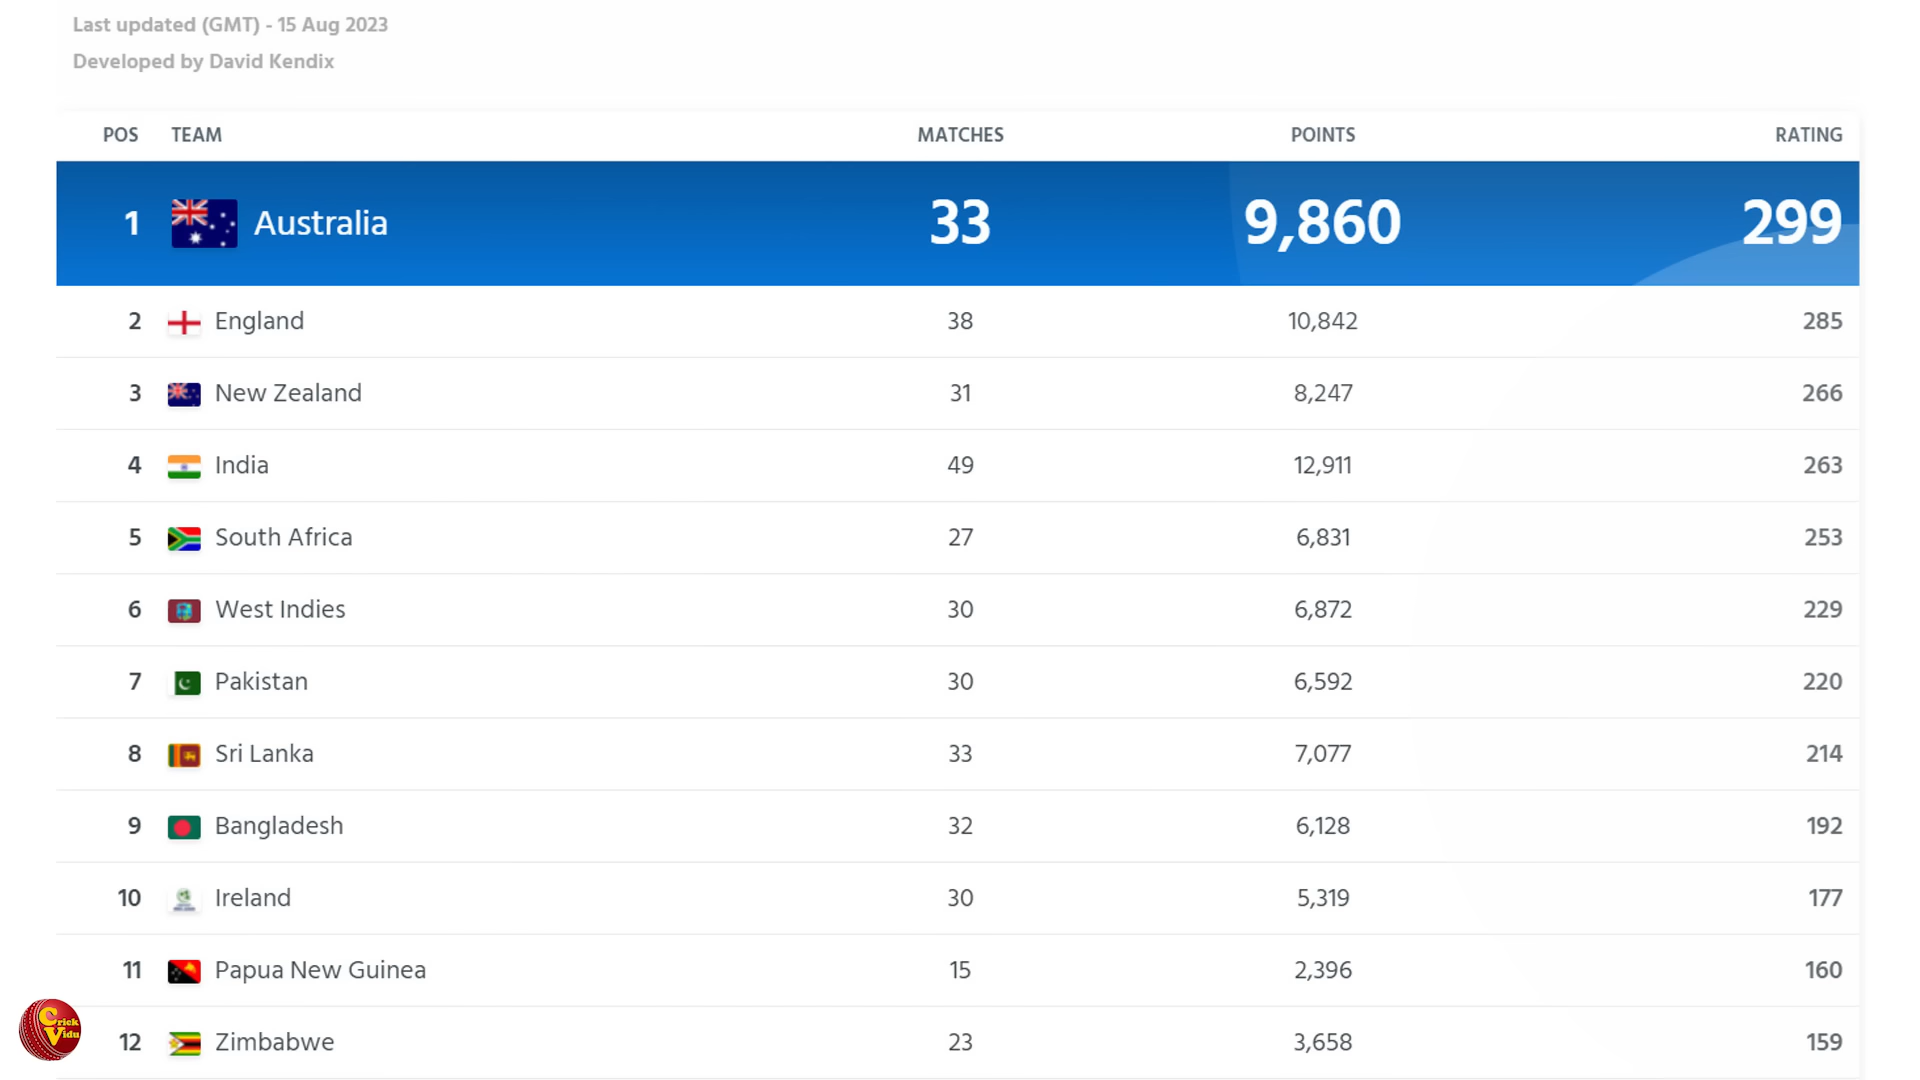 Last updated (GMT) - 15 Aug 2023
Developed by David Kendix
POS TEAM MATCHES POINTS RATING
1 Australia 33 9,860 299
2 England 38 10,842 285
3 New Zealand 31 8,247 266
4 India 49 12,911 263
5 South Africa 27 6,831 253
6 West Indies 30 6,872 229
7 Pakistan 30 6,592 220
8 Sri Lanka 33 7,077 214
9 Bangladesh 32 6,128 192
10 Ireland 30 5,319 177
11 Papua New Guinea 15 2,396 160
12 Zimbabwe 23 3,658 159
Crick
Vidu